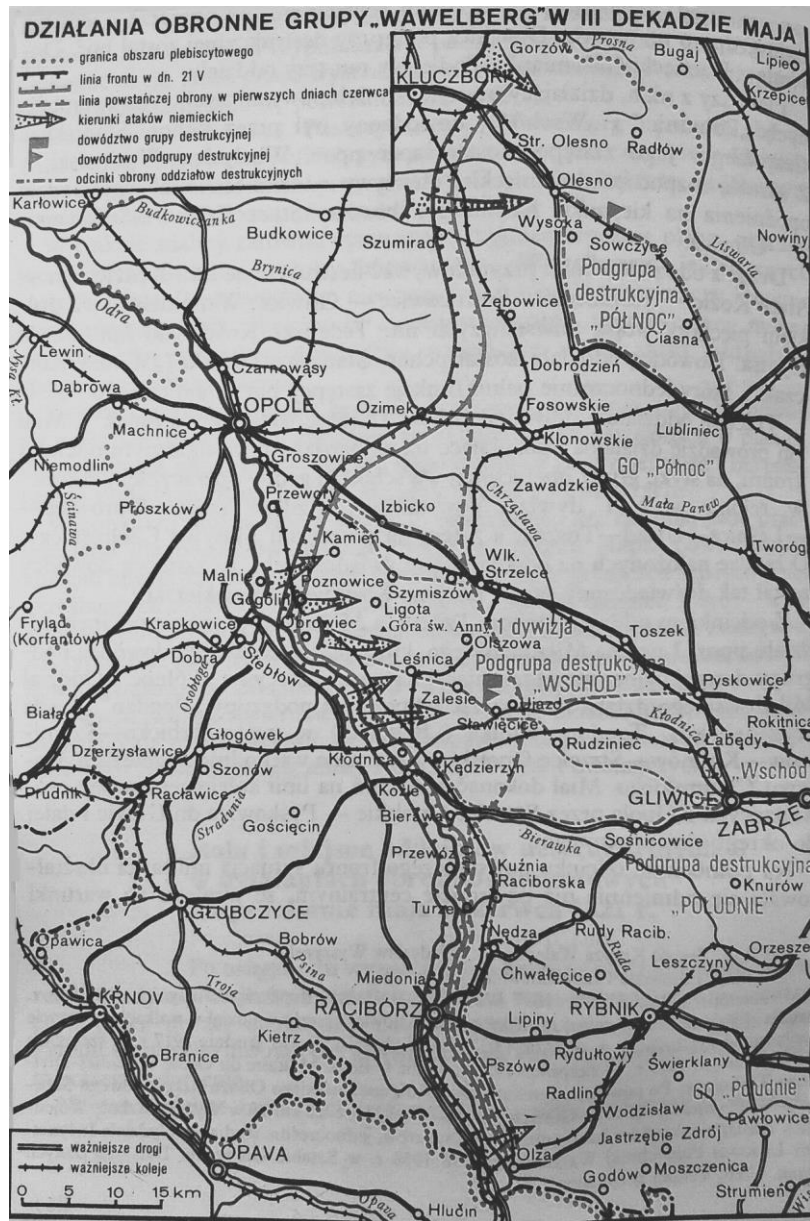 DZIAŁANIA OBRONNE GRUPY „WAWELBERG" W III DEKADZIE MAJA
granica obszaru plebiscytowego
linia frontu w dn. 21 V
linia powstańczej obrony w pierwszych dniach czerwca
kierunki ataków niemieckich
dowództwo grupy destrukcyjnej
dowództwo podgrupy destrukcyjnej
odcinki obrony oddziałów destrukcyjnych
Gorzów
Prosna
Bugaj
Lipie
KLUCZBORK
Krzepice
Radłów
Str. Olesno
Olesno
Karłowice
Budkowiczanka
Budkowice
Szumirad
Wysoka
Sowczyce
Liswarta
Nowiny
Brynica
Podgrupa
destrukcyjna
„PÓŁNOC"
Odra
Zębowice
Ciasna
Nysa Kł.
Lewin
Czarnowąsy
Dobrodzień
Dąbrowa
OPOLE
Ozimek
Fosowskie
Lubliniec
Machnice
Klonowskie
Groszowice
GO „Północ"
Niemodlin
Zawadzkie
Ścinawa
Prószków
Przewory
Izbicko
Chrząstawa
Mała Panew
Kamień
Tworóg
Wlk.
Strzelce
Malnie
Poznowice
Szymiszów
Gogolin
Ligota
Fryląd
(Korfantów)
Krapkowice
Obrowiec
Góra św. Anny
1 dywizja
Toszek
Dobra
Stebłów
Olszowa
Osobłoga
Leśnica
Podgrupa destrukcyjna
„WSCHÓD"
Pyskowice
Zalesie
Ujazd
Biała
Sławięcice
Kłodnica
Rokitnica
Głogówek
Dzierżysławice
Łabędy
Kłodnica
Rudziniec
Szonów
Kędzierzyn
GO „Wschód
Prudnik
Racławice
Koźle
GLIWICE
Stradunia
Gościęcin
Bierawa
ZABRZE
Bierawka
Sośnicowice
Przewóz
Kuźnia
Raciborska
Podgrupa destrukcyjna
Knurów
„POŁUDNIE"
GŁUBCZYCE
Turze
Rudy Racib.
Opawica
Bobrów
Nędza
Ruda
Orzesze
Psina
Leszczyny
Troja
Miedonia
Chwałęcice
KRNOV
RACIBÓRZ
RYBNIK
Kietrz
Lipiny
Rydułtowy
Branice
Pszów
Świerklany
GO „Południe"
Radlin
Wodzisław
Pawłowice
ważniejsze drogi
ważniejsze koleje
Jastrzębie Zdrój
OPAVA
Olza
Moszczenica
0 5 10 15 km
Godów
Strumień
Opava
Hlučín